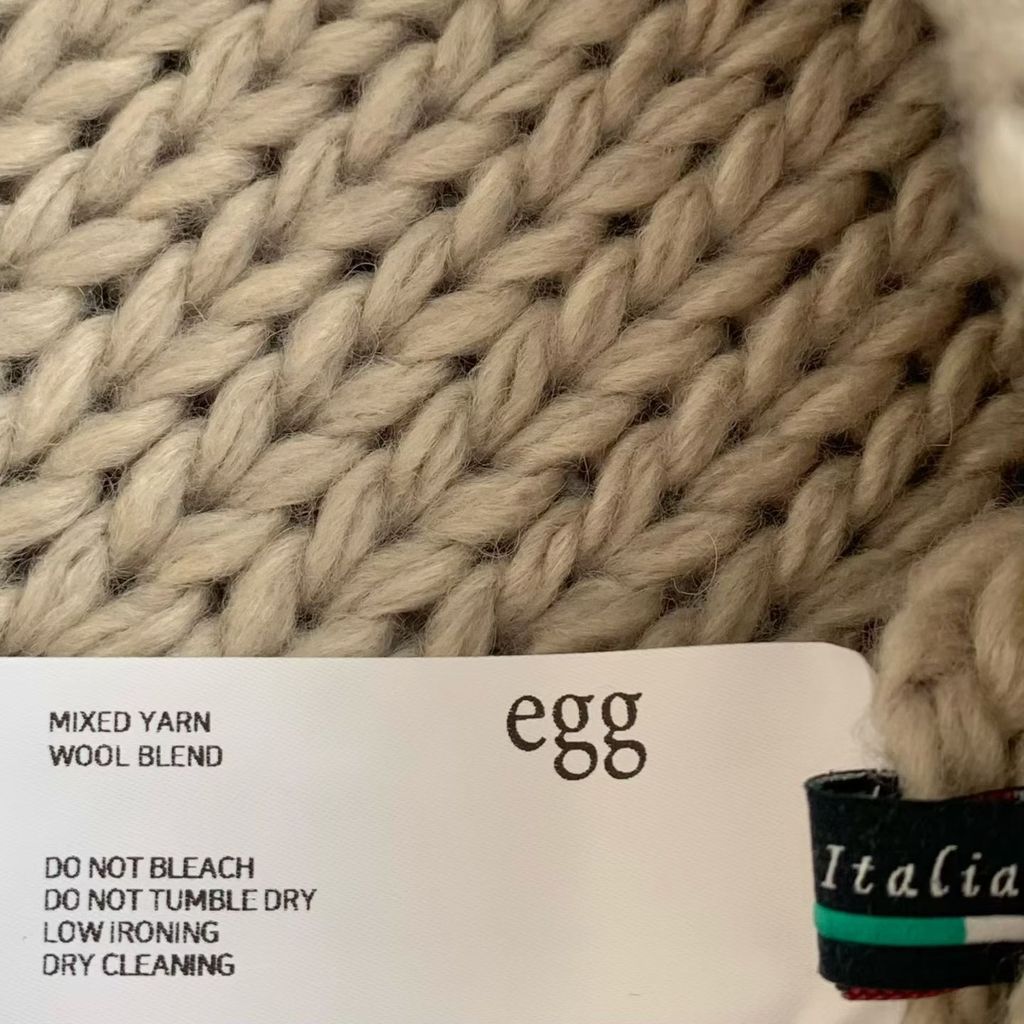 MIXED YARN
WOOL BLEND
egg
DO NOT BLEACH
DO NOT TUMBLE DRY
LOW IRONING
DRY CLEANING
Italia